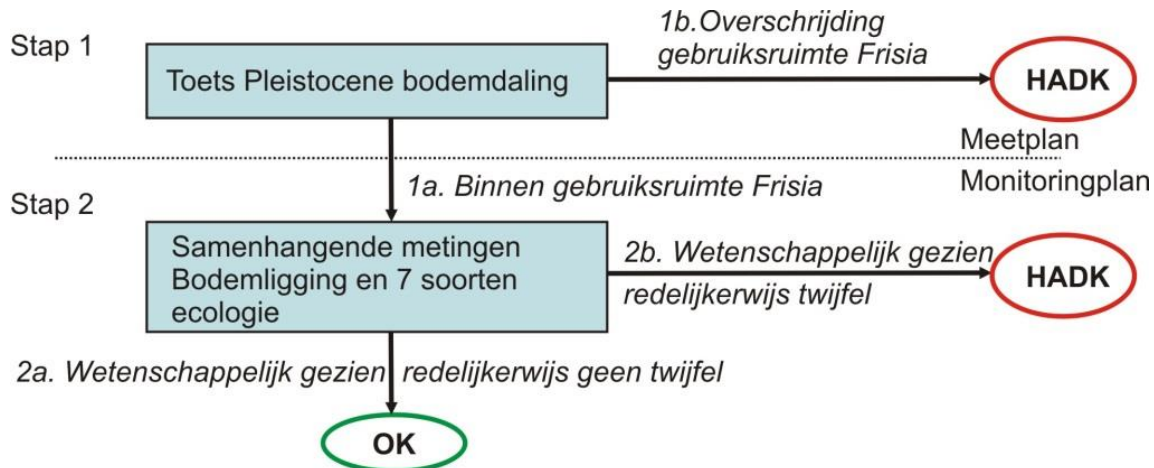 Stap 1
Toets Pleistocene bodemdaling
1b.Overschrijding
gebruiksruimte Frisia
HADK
Meetplan
Monitoringplan
1a. Binnen gebruiksruimte Frisia
Stap 2
Samenhangende metingen
Bodemligging en 7 soorten
ecologie
2b. Wetenschappelijk gezien
redelijkerwijs twijfel
HADK
2a. Wetenschappelijk gezien redelijkerwijs geen twijfel
OK